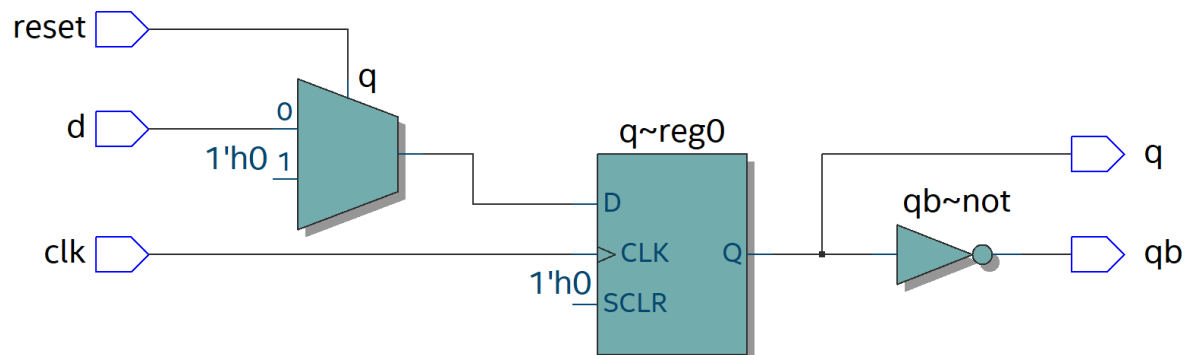 reset
q
0
d
1'h0
1
clk
q~reg0
D
CLK
Q
1'h0
SCLR
q
qb~not
qb